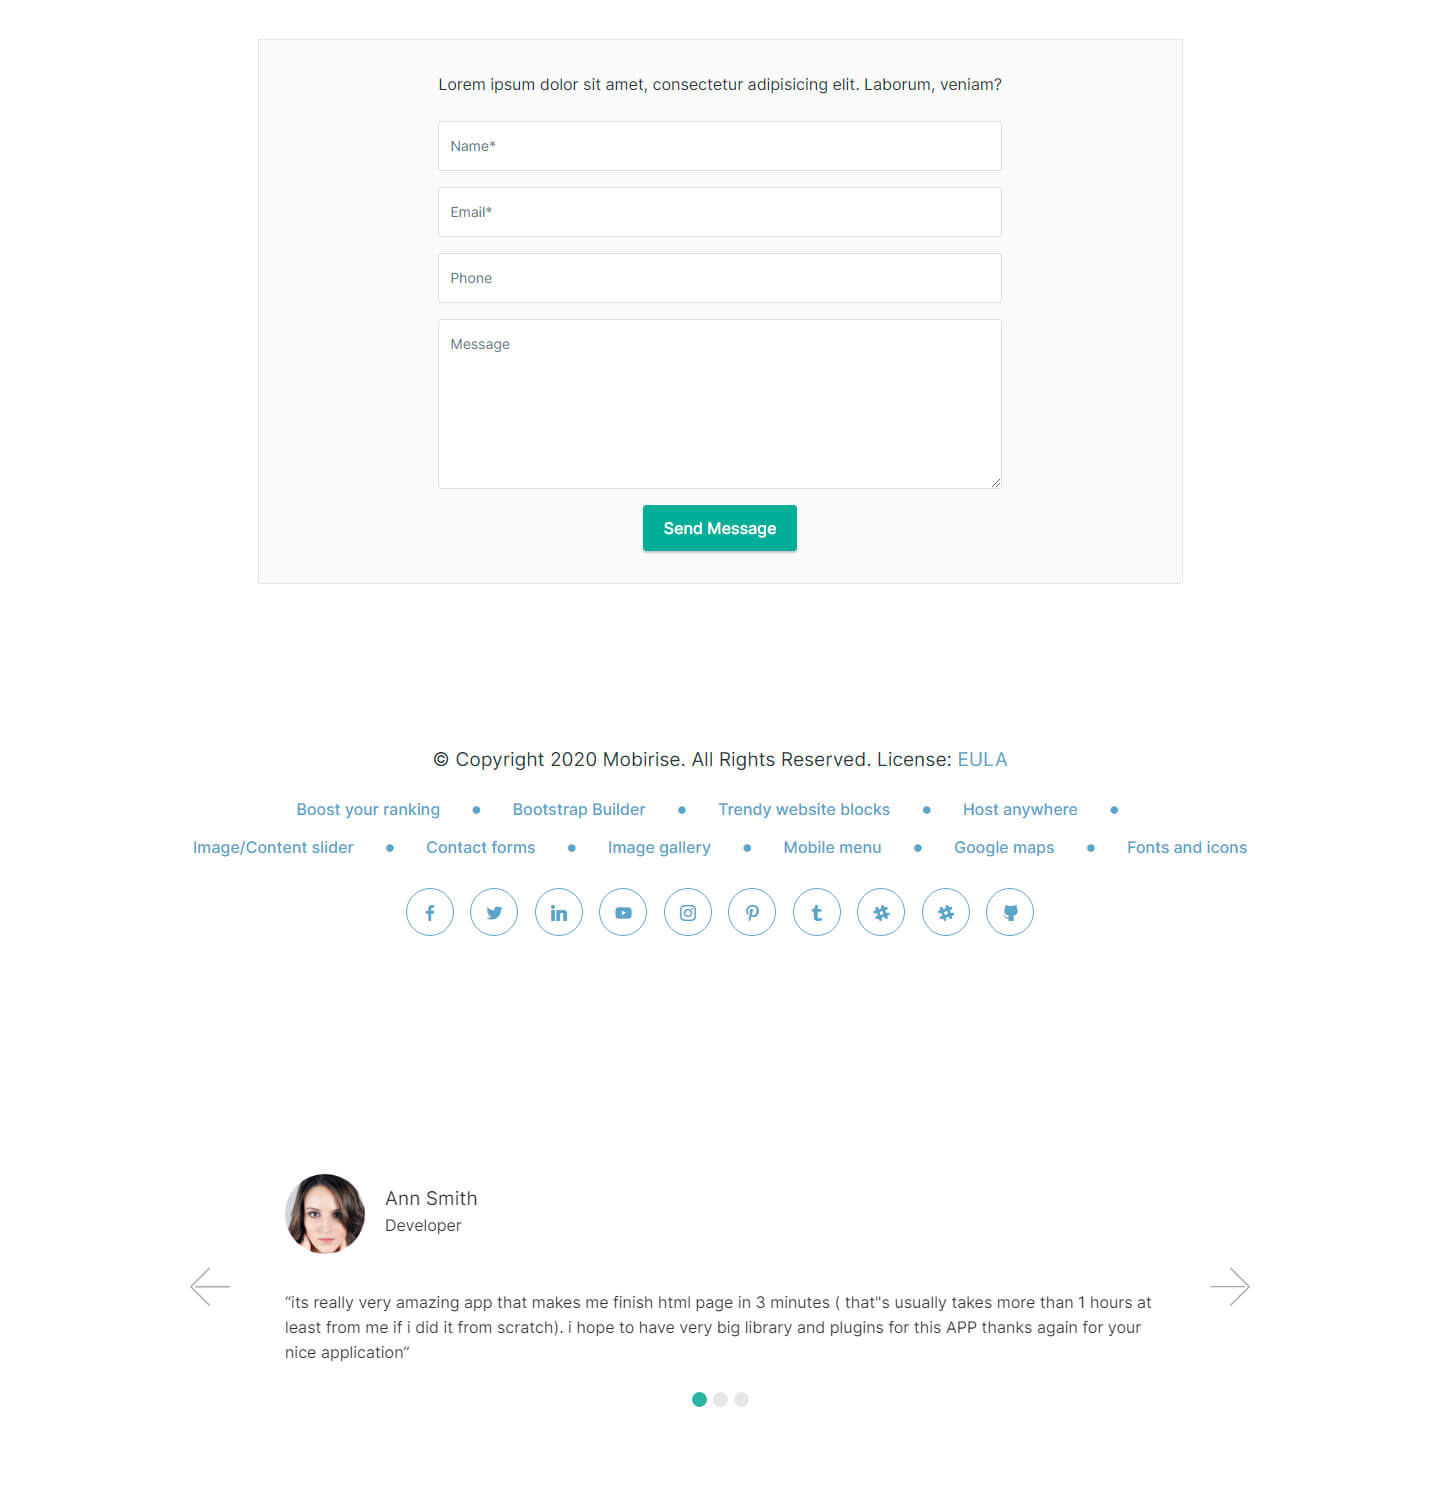 Lorem ipsum dolor sit amet, consectetur adipisicing elit. Laborum, veniam?
Name*
Email*
Phone
Message
Send Message
© Copyright 2020 Mobirise. All Rights Reserved. License: EULA
Boost your ranking ● Bootstrap Builder ● Trendy website blocks ● Host anywhere ●
Image/Content slider ● Contact forms ● Image gallery ● Mobile menu ● Google maps ● Fonts and icons
Ann Smith
Developer
“its really very amazing app that makes me finish html page in 3 minutes ( that"s usually takes more than 1 hours at
least from me if i did it from scratch). i hope to have very big library and plugins for this APP thanks again for your
nice application”